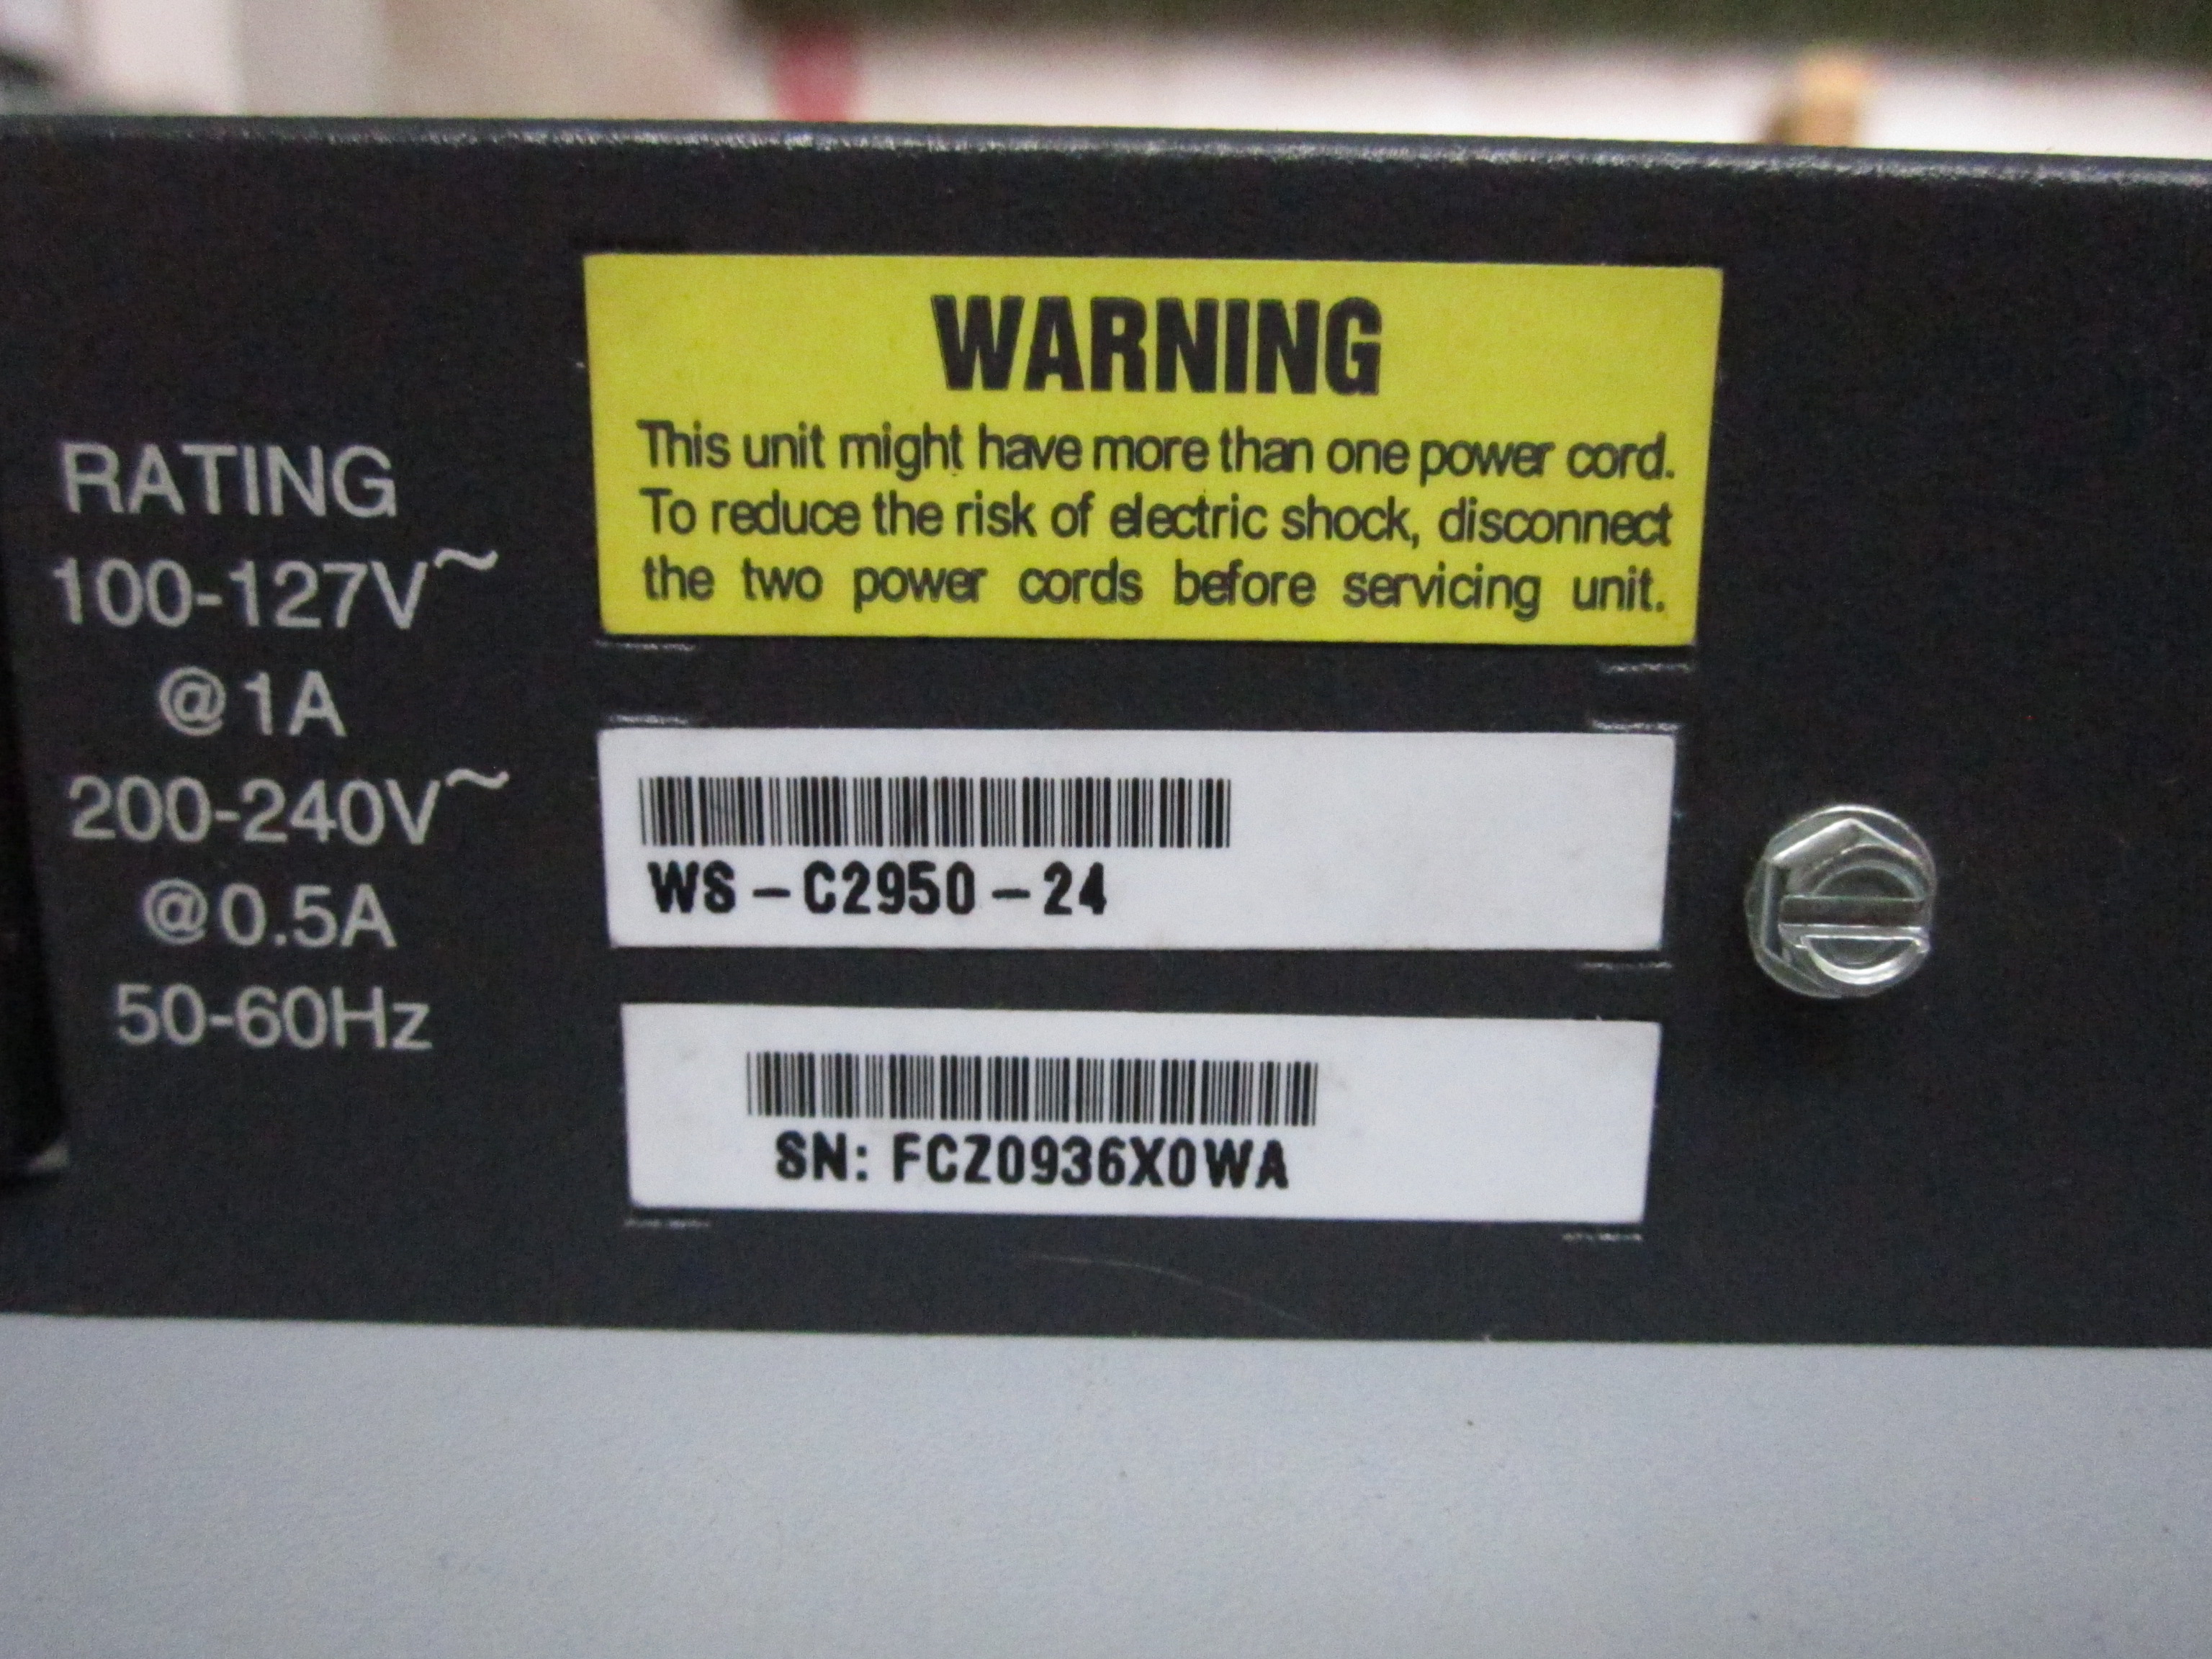 RATING
100-127V~
@1A
200-240V~
@0.5A
50-60Hz
WARNING
This unit might have more than one power cord.
To reduce the risk of electric shock, disconnect
the two power cords before servicing unit.
WS-C2950-24
SN: FCZ0936X0WA